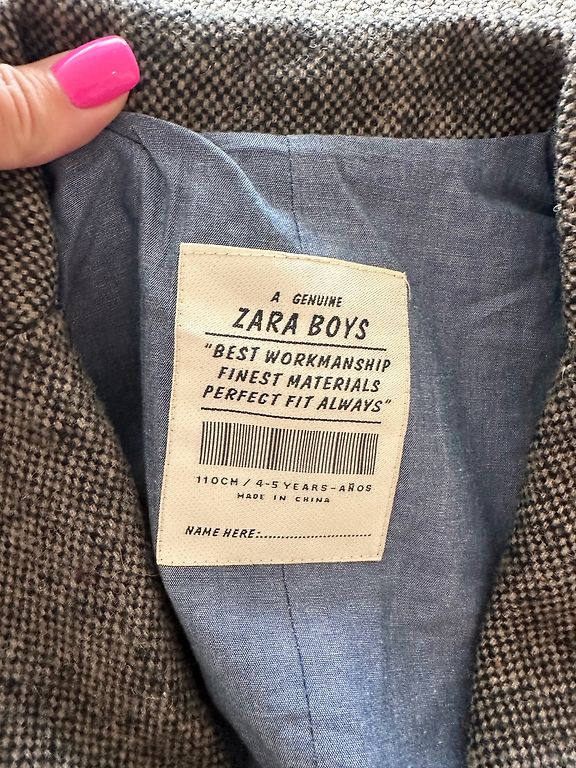 A GENUINE
ZARA BOYS
"BEST WORKMANSHIP
FINEST MATERIALS
PERFECT FIT ALWAYS"
110CM / 4-5 YEARS-AÑOS
MADE IN CHINA
NAME HERE:............................